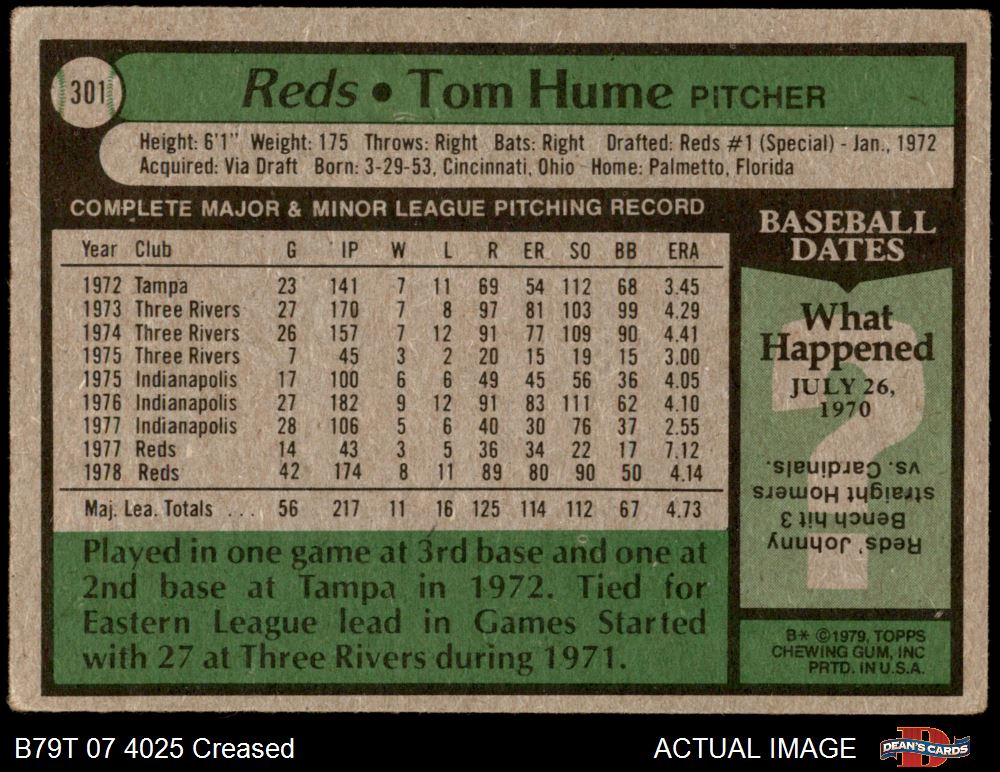 301
Reds • Tom Hume PITCHER
Height: 6'1" Weight: 175 Throws: Right Bats: Right Drafted: Reds #1 (Special) - Jan., 1972
Acquired: Via Draft Born: 3-29-53, Cincinnati, Ohio Home: Palmetto, Florida
COMPLETE MAJOR & MINOR LEAGUE PITCHING RECORD
Year Club G IP W L R ER SO BB ERA
1972 Tampa 23 141 7 11 69 54 112 68 3.45
1973 Three Rivers 27 170 7 8 97 81 103 99 4.29
1974 Three Rivers 26 157 7 12 91 77 109 90 4.41
1975 Three Rivers 7 45 3 2 20 15 19 15 3.00
1975 Indianapolis 17 100 6 6 49 45 56 36 4.05
1976 Indianapolis 27 182 9 12 91 83 111 62 4.10
1977 Indianapolis 28 106 5 6 40 30 76 37 2.55
1977 Reds 14 43 3 5 36 34 22 17 7.12
1978 Reds 42 174 8 11 89 80 90 50 4.14
Maj. Lea. Totals ... 56 217 11 16 125 114 112 67 4.73
Played in one game at 3rd base and one at
2nd base at Tampa in 1972. Tied for
Eastern League lead in Games Started
with 27 at Three Rivers during 1971.
BASEBALL
DATES
What
Happened
JULY 26,
1970
?
Reds' Johnny
Bench hit 3
straight Homers
vs. Cardinals.
B* ©1979, TOPPS
CHEWING GUM, INC
PRTD. IN U.S.A.
B79T 07 4025 Creased
ACTUAL IMAGE
D
DEAN'S CARDS